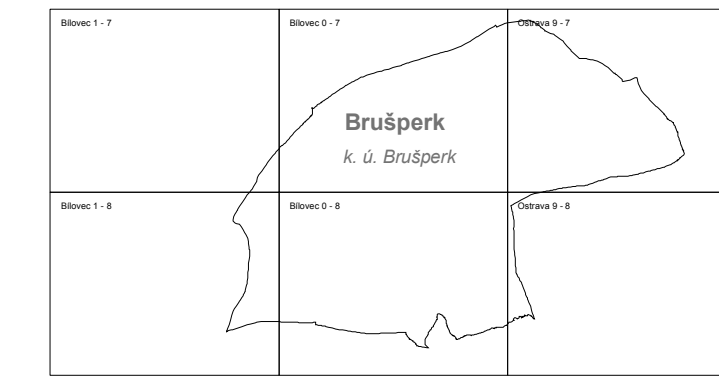 Bílovec 1 - 7
Bílovec 0 - 7
Ostrava 9 - 7
Brušperk
k. ú. Brušperk
Bílovec 1 - 8
Bílovec 0 - 8
Ostrava 9 - 8